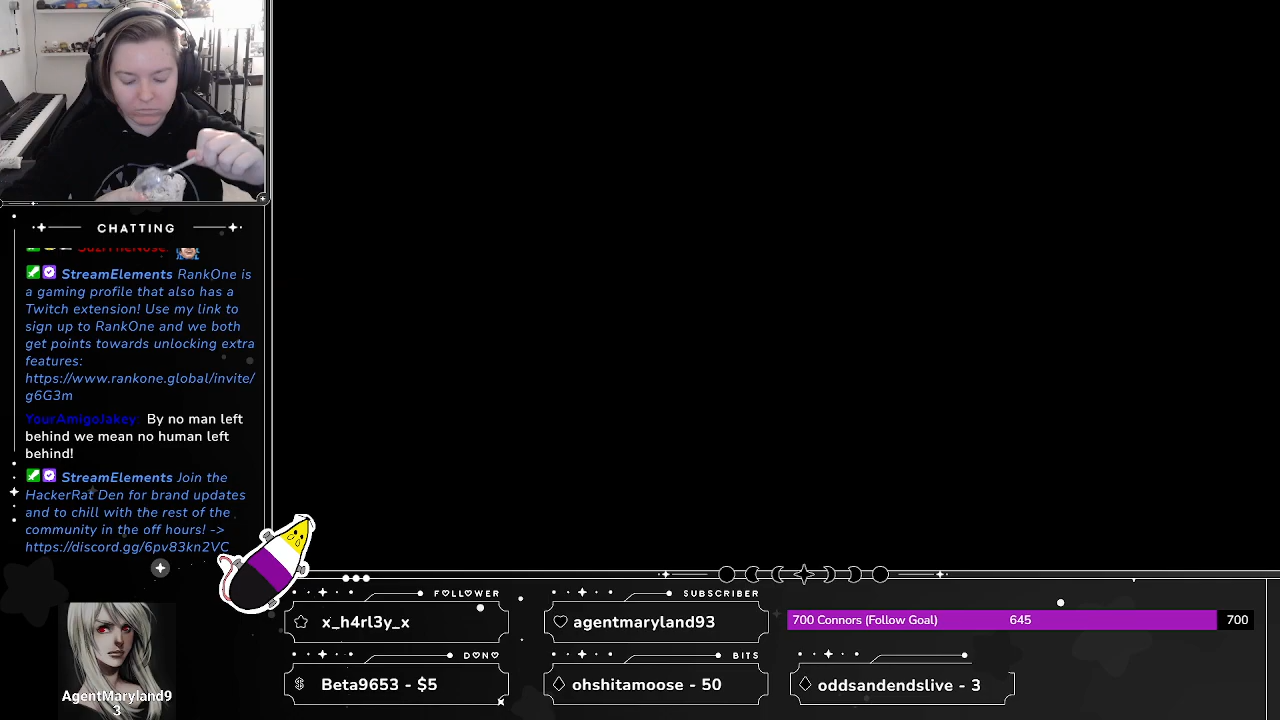 CHATTING
SuziTheNose:
StreamElements RankOne is
a gaming profile that also has a
Twitch extension! Use my link to
sign up to RankOne and we both
get points towards unlocking extra
features:
https://www.rankone.global/invite/
g6G3m
YourAmigoJakey: By no man left
behind we mean no human left
behind!
StreamElements Join the
HackerRat Den for brand updates
and to chill with the rest of the
community in the off hours! ->
https://discord.gg/6pv83kn2VC
AgentMaryland9
3
FOLLOWER
x_h4rl3y_x
SUBSCRIBER
agentmaryland93
700 Connors (Follow Goal) 645 700
DONO
Beta9653 - $5
BITS
ohshitamoose - 50
oddsandendslive - 3